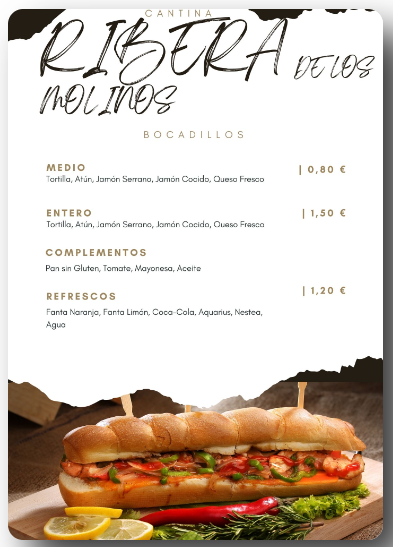 CANTINA
RIBERA DE LOS
MOLINOS
BOCADILLOS
MEDIO | 0,80 €
Tortilla, Atún, Jamón Serrano, Jamón Cocido, Queso Fresco
ENTERO | 1,50 €
Tortilla, Atún, Jamón Serrano, Jamón Cocido, Queso Fresco
COMPLEMENTOS
Pan sin Gluten, Tomate, Mayonesa, Aceite
| 1,20 €
REFRESCOS
Fanta Naranja, Fanta Limón, Coca-Cola, Aquarius, Nestea,
Agua